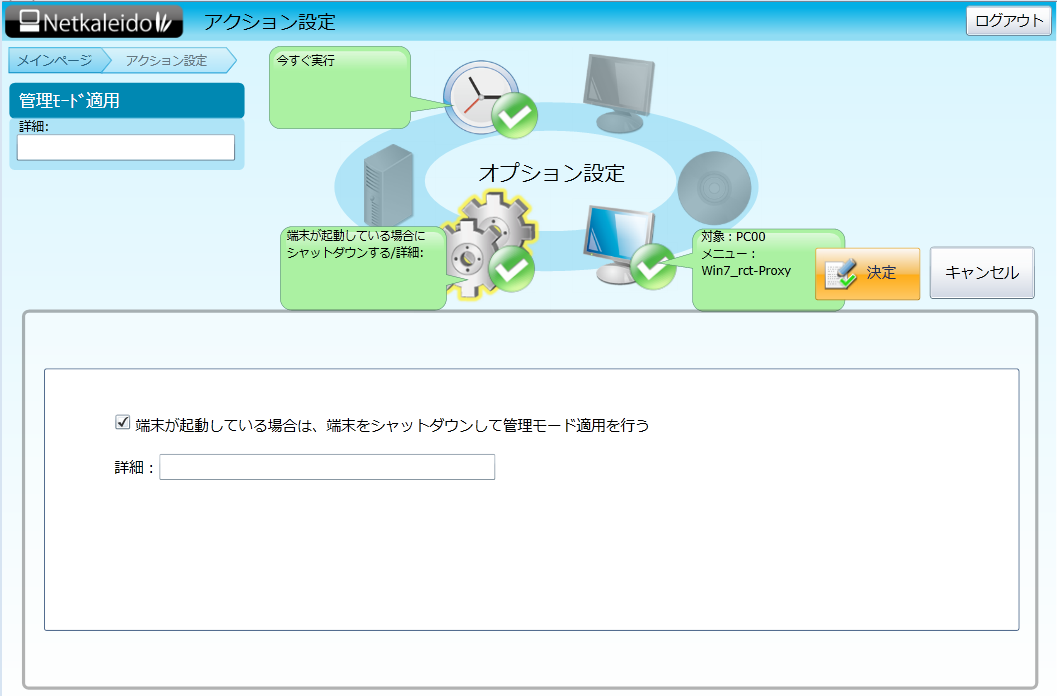 Netkaleido
アクション設定
ログアウト
メインページ
アクション設定
管理ﾓｰﾄﾞ適用
詳細:
今すぐ実行
オプション設定
端末が起動している場合に
シャットダウンする/詳細:
対象：PC00
メニュー：
Win7_rct-Proxy
決定
キャンセル
端末が起動している場合は、端末をシャットダウンして管理モード適用を行う
詳細：